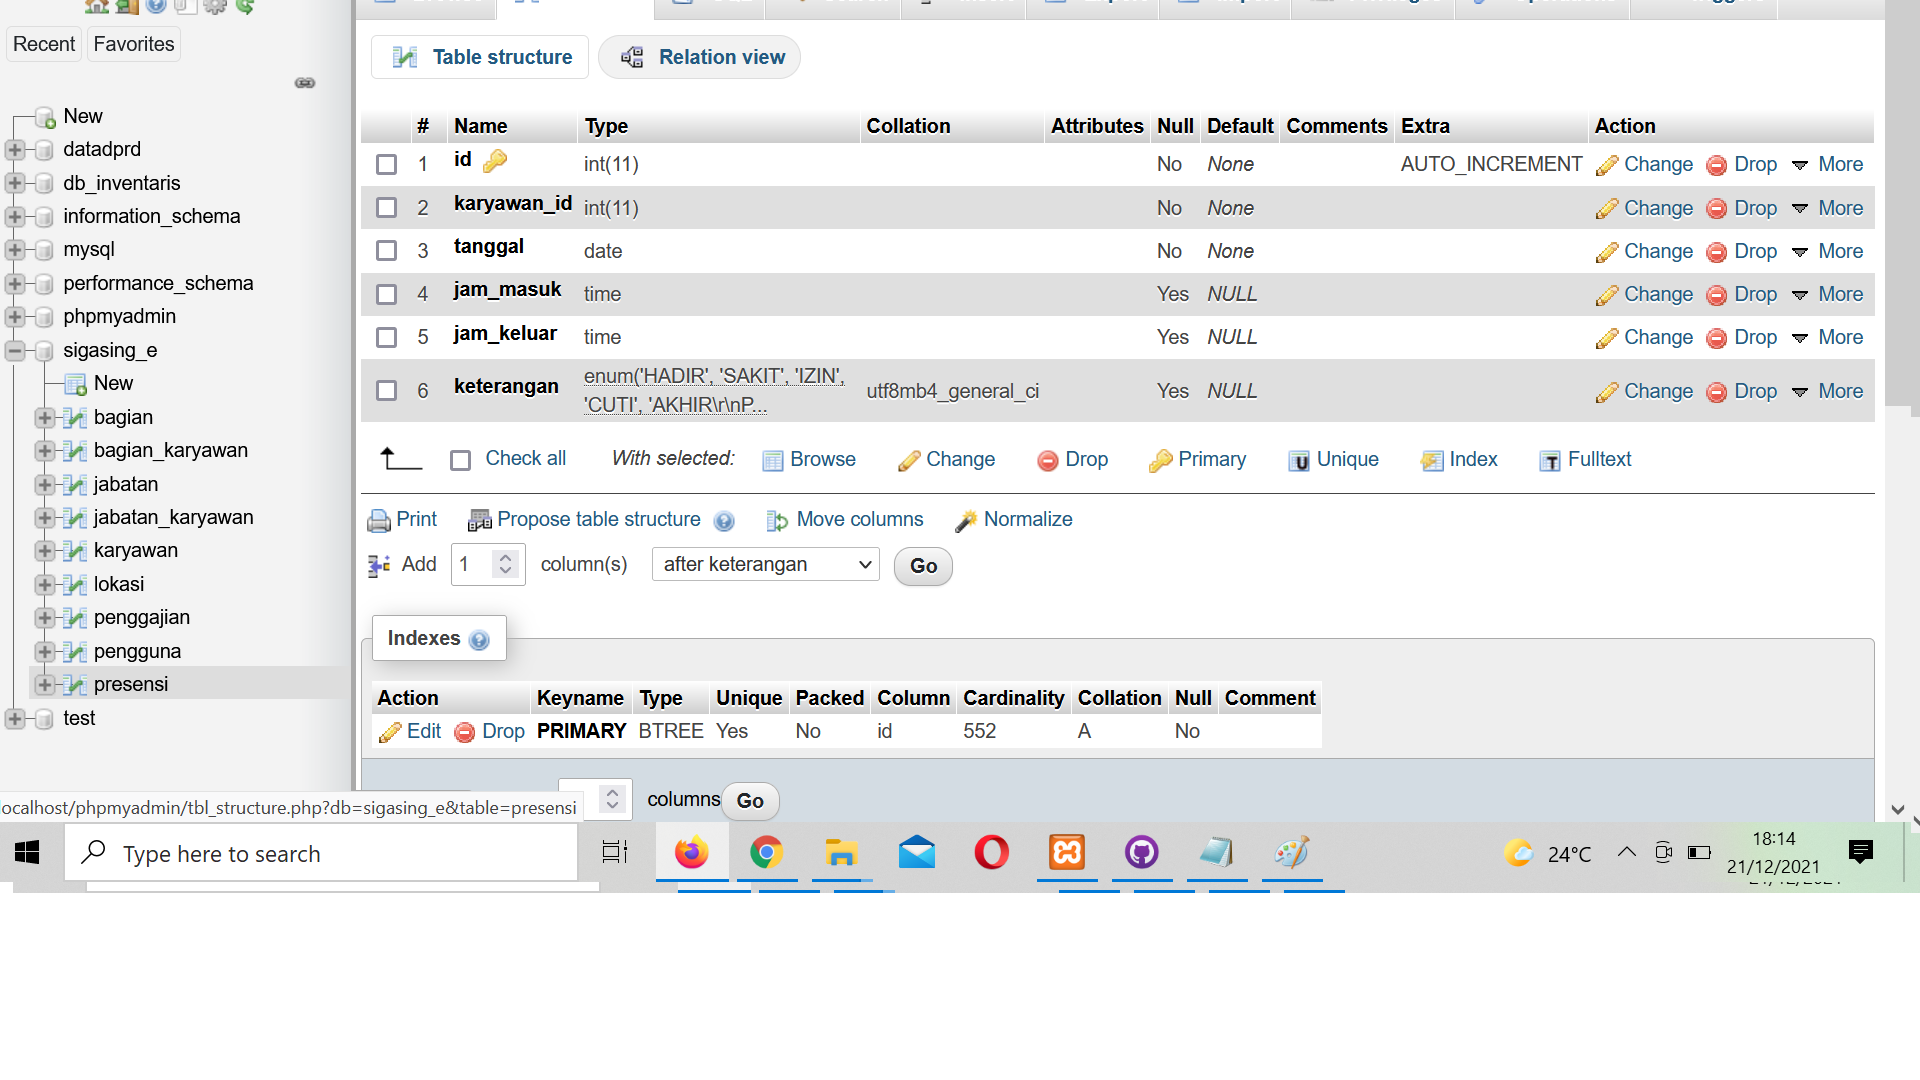 Recent Favorites
New
datadprd
db_inventaris
information_schema
mysql
performance_schema
phpmyadmin
sigasing_e
New
bagian
bagian_karyawan
jabatan
jabatan_karyawan
karyawan
lokasi
penggajian
pengguna
presensi
test
Table structure Relation view
# Name Type Collation Attributes Null Default Comments Extra Action
1 id int(11) No None AUTO_INCREMENT Change Drop More
2 karyawan_id int(11) No None Change Drop More
3 tanggal date No None Change Drop More
4 jam_masuk time Yes NULL Change Drop More
5 jam_keluar time Yes NULL Change Drop More
6 keterangan enum('HADIR', 'SAKIT', 'IZIN', 'CUTI', 'AKHIR\r\nP... utf8mb4_general_ci Yes NULL Change Drop More
Check all With selected: Browse Change Drop Primary Unique Index Fulltext
Print Propose table structure Move columns Normalize
Add 1 column(s) after keterangan Go
Indexes
Action Keyname Type Unique Packed Column Cardinality Collation Null Comment
Edit Drop PRIMARY BTREE Yes No id 552 A No
columns Go
ocalhost/phpmyadmin/tbl_structure.php?db=sigasing_e&table=presensi
Type here to search
24°C
18:14
21/12/2021